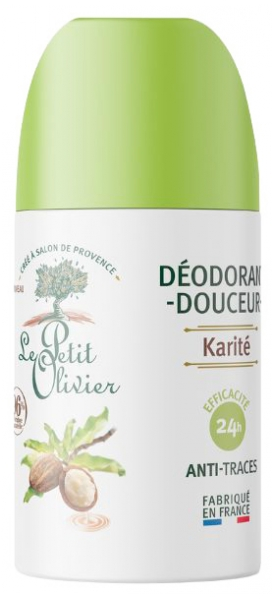 CRÉÉ À SALON DE PROVENCE
Le Petit
Olivier
DÉODORAN
-DOUCEUR-
Karité
EFFICACITÉ
24h
ANTI-TRACES
FABRIQUÉ
EN FRANCE